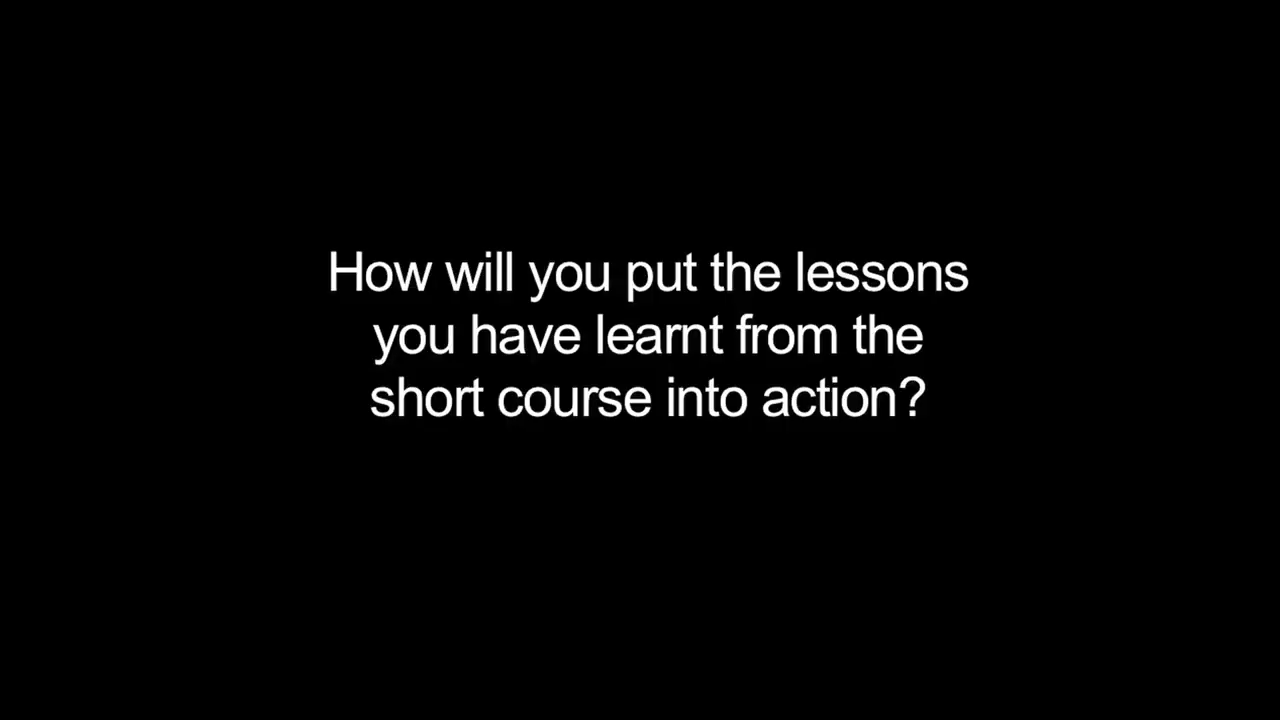 How will you put the lessons
you have learnt from the
short course into action?